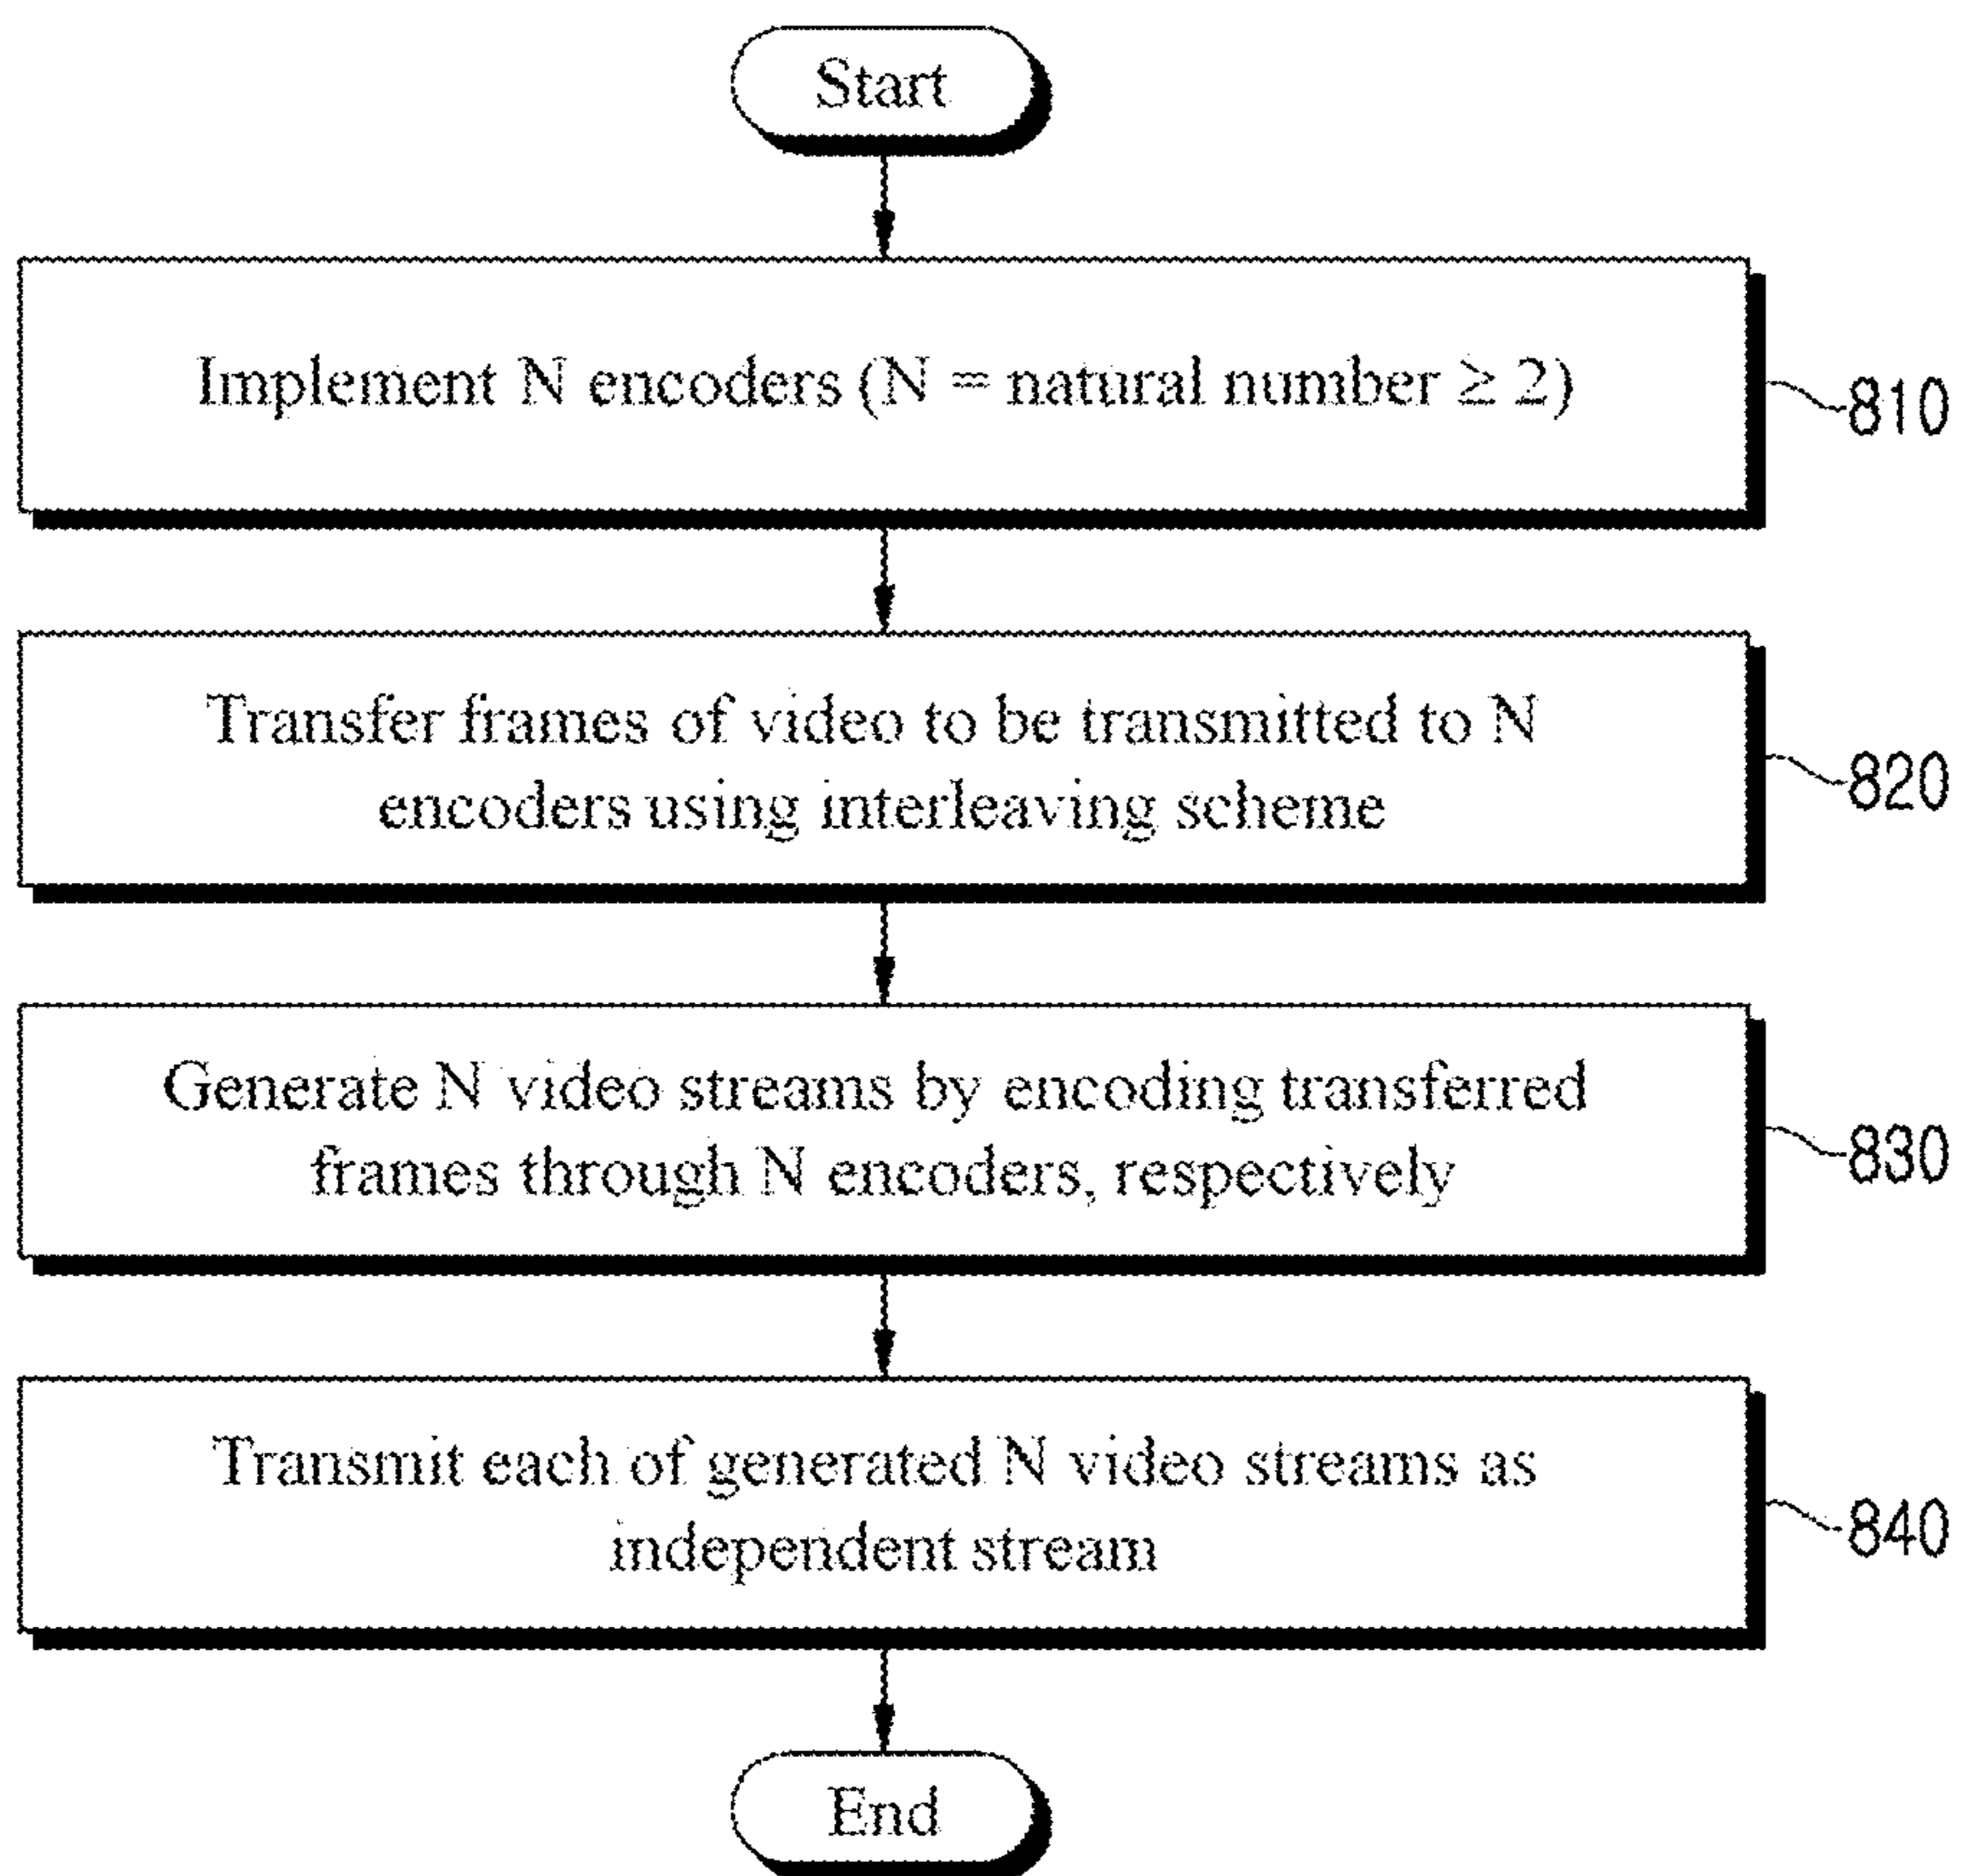 Start
Implement N encoders (N = natural number ≥ 2)
810
Transfer frames of video to be transmitted to N
encoders using interleaving scheme
820
Generate N video streams by encoding transferred
frames through N encoders, respectively
830
Transmit each of generated N video streams as
independent stream
840
End